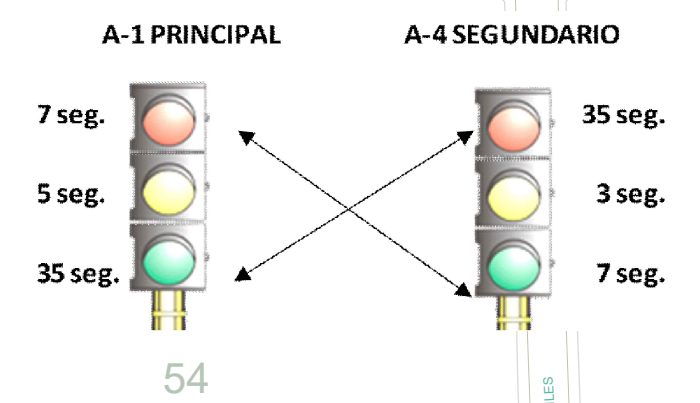 A-1 PRINCIPAL
A-4 SEGUNDARIO
7 seg.
35 seg.
5 seg.
3 seg.
35 seg.
7 seg.
54